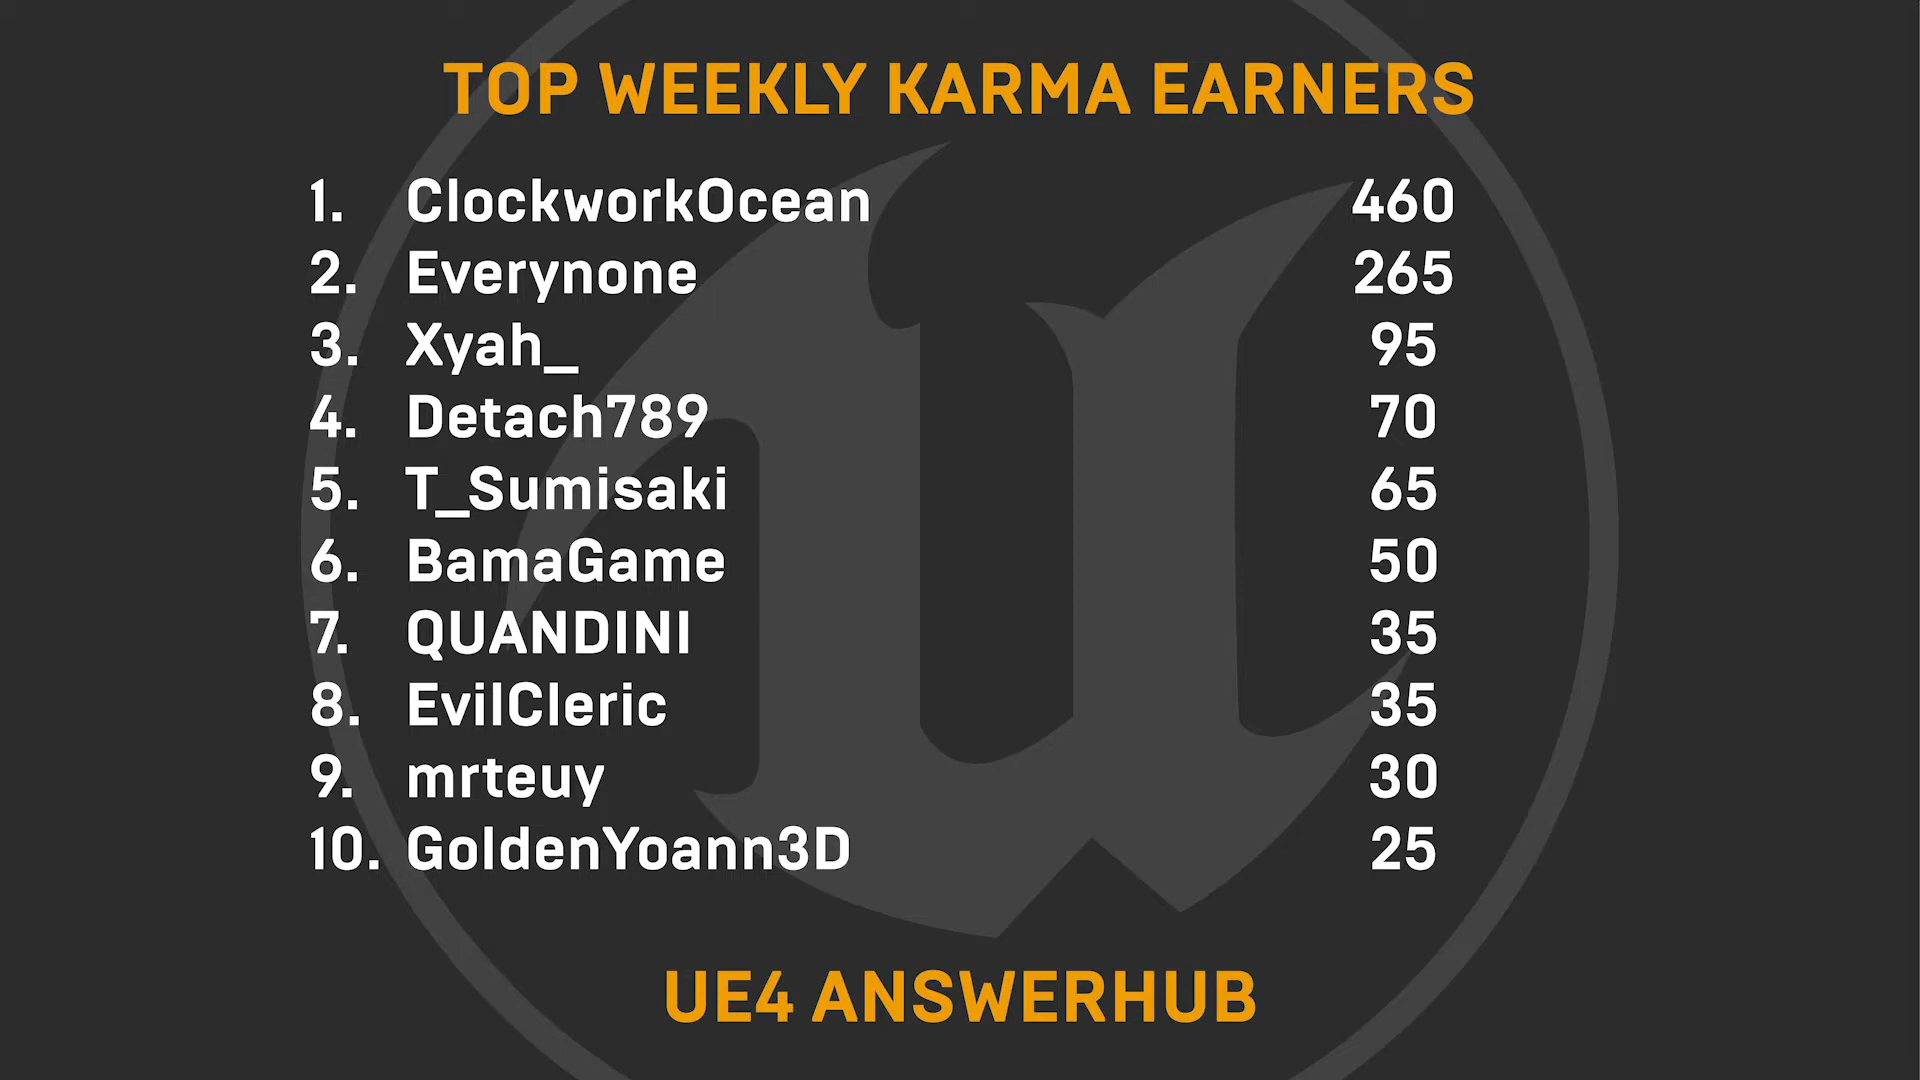 TOP WEEKLY KARMA EARNERS
1. ClockworkOcean 460
2. Everynone 265
3. Xyah_ 95
4. Detach789 70
5. T_Sumisaki 65
6. BamaGame 50
7. QUANDINI 35
8. EvilCleric 35
9. mrteuy 30
10. GoldenYoann3D 25
UE4 ANSWERHUB